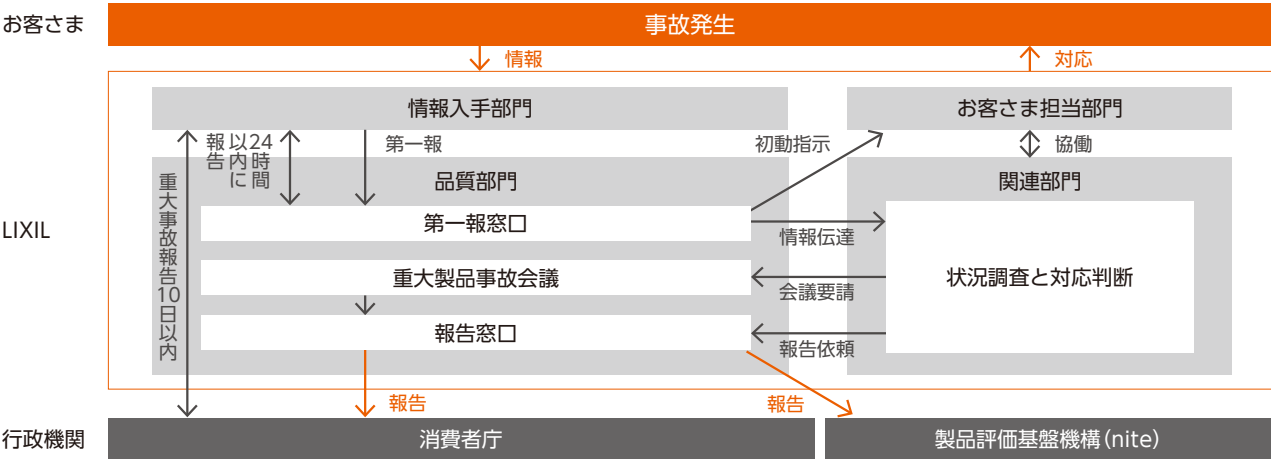 お客さま
事故発生
情報
対応
情報入手部門
お客さま担当部門
24時間
以内に
報告
第一報
初動指示
協働
重大事故報告10日以内
品質部門
関連部門
第一報窓口
情報伝達
LIXIL
重大製品事故会議
会議要請
状況調査と対応判断
報告窓口
報告依頼
報告
報告
行政機関
消費者庁
製品評価基盤機構（nite）